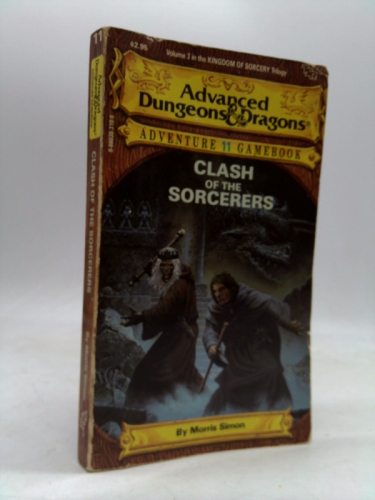 $2.95
Volume 3 in the KINGDOM OF SORCERY Trilogy
Advanced
Dungeons & Dragons®
ADVENTURE 11 GAMEBOOK
CLASH
OF THE
SORCERERS
By Morris Simon
11
CLASH OF THE SORCERERS